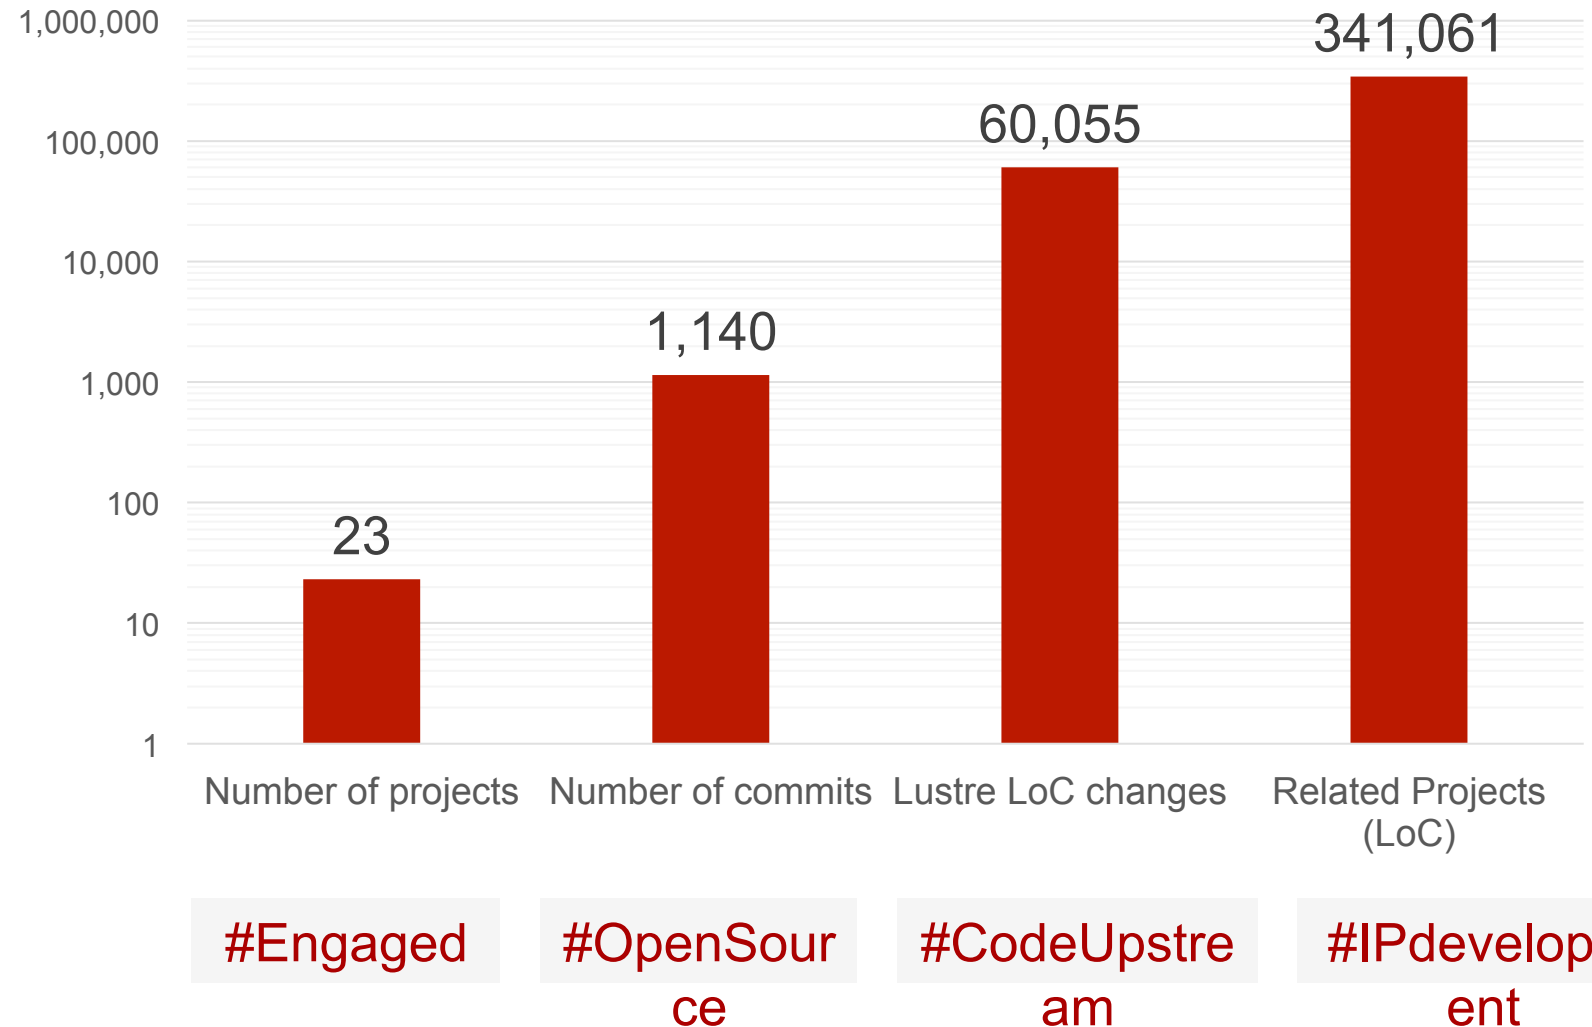 1,000,000
100,000
10,000
1,000
100
10
1
341,061
60,055
1,140
23
Number of projects
Number of commits
Lustre LoC changes
Related Projects
(LoC)
#Engaged
#OpenSour
ce
#CodeUpstre
am
#IPdevelop
ent